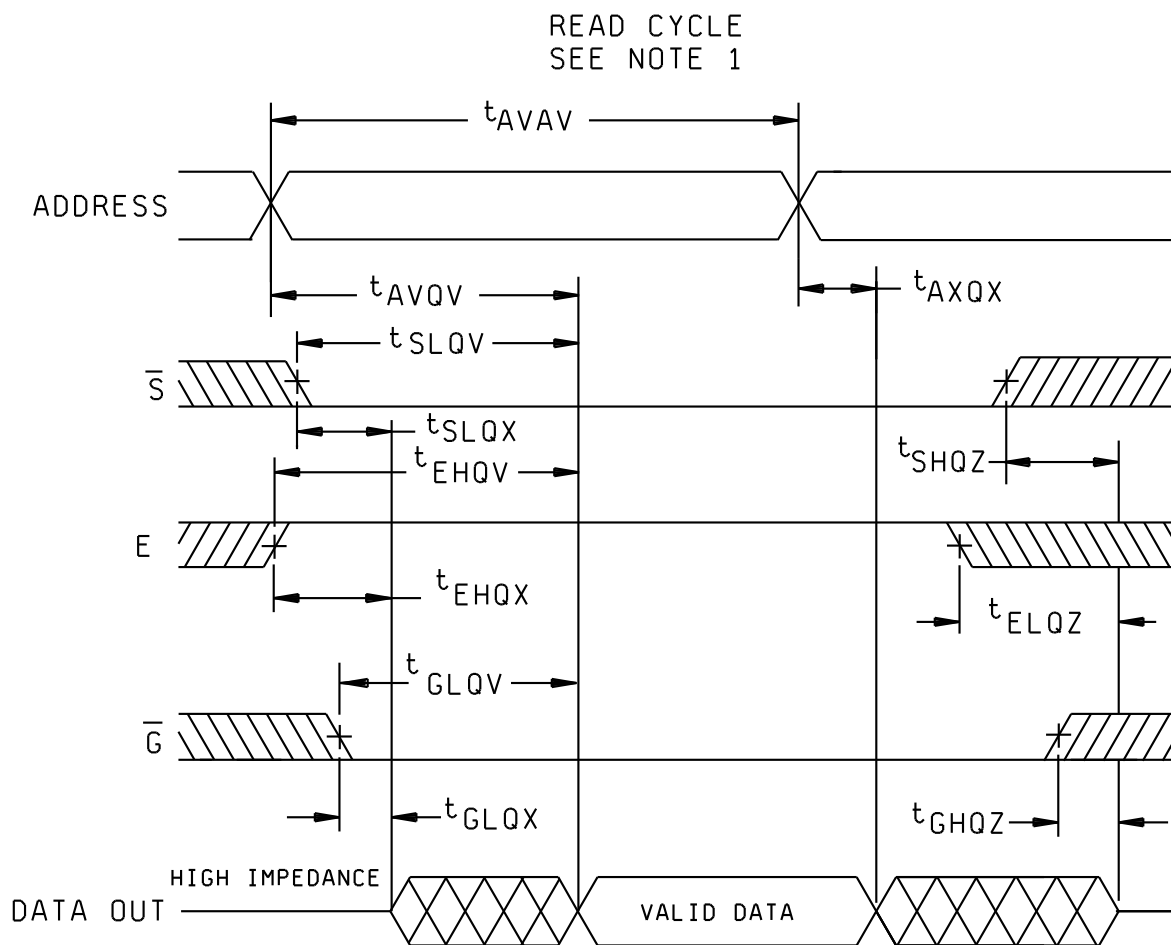 READ CYCLE
SEE NOTE 1
tAVAV
ADDRESS
tAVQV
tAXQX
tSLQV
S̅
tSLQX
tEHQV
tSHQZ
E
tEHQX
tELQZ
tGLQV
G̅
tGLQX
tGHQZ
HIGH IMPEDANCE
DATA OUT
VALID DATA